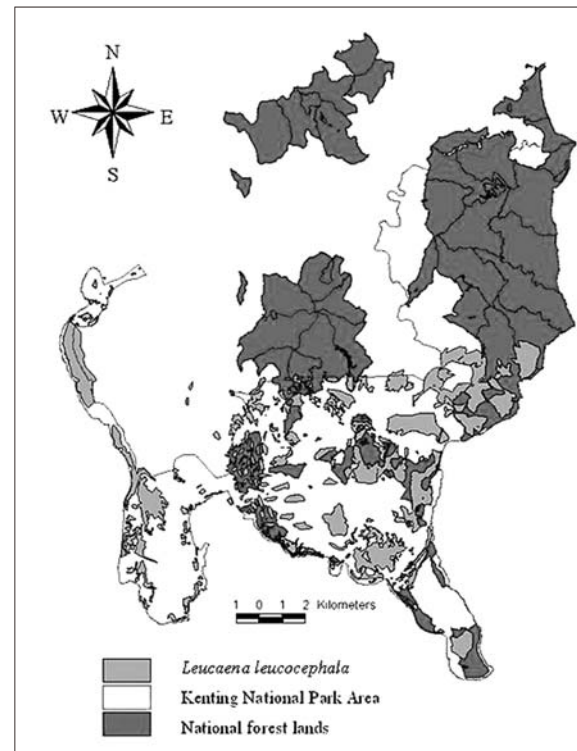 N
W E
S
1 0 1 2 Kilometers
Leucaena leucocephala
Kenting National Park Area
National forest lands